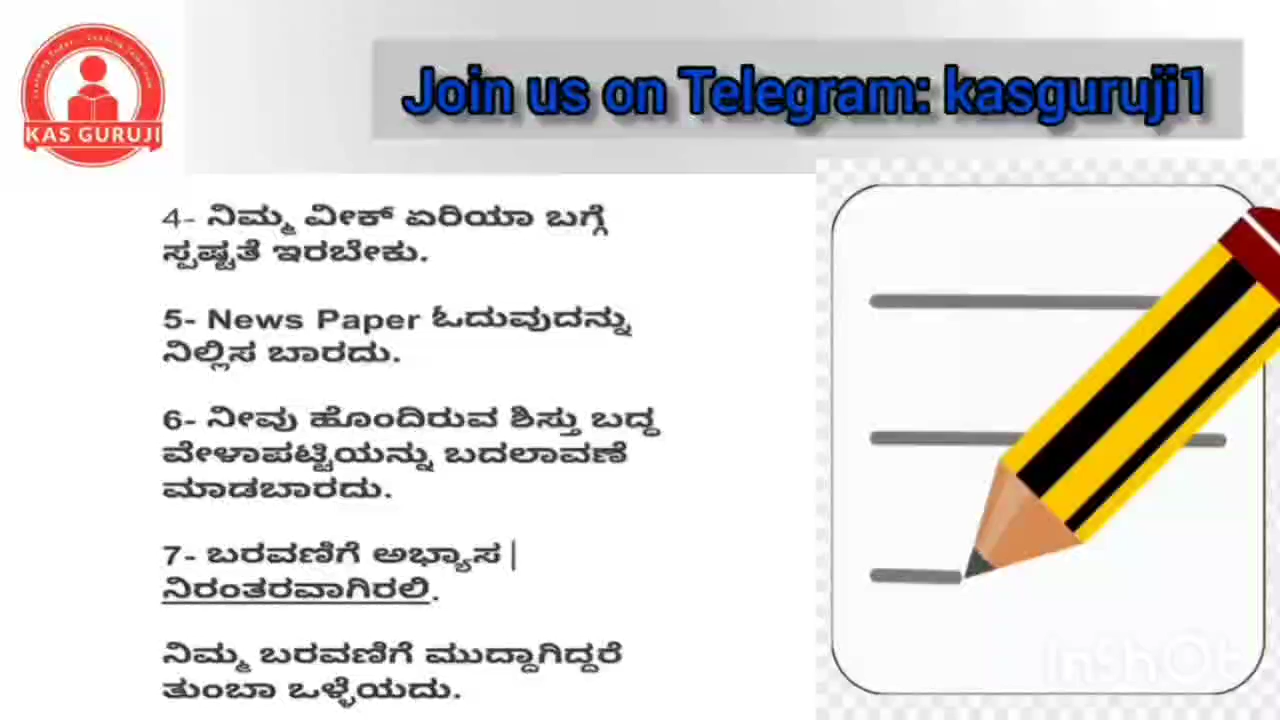 KAS GURUJI
Join us on Telegram: kasguruji1
4- ನಿಮ್ಮ ವೀಕ್ ಏರಿಯಾ ಬಗ್ಗೆ
ಸ್ಪಷ್ಟತೆ ಇರಬೇಕು.
5- News Paper ಓದುವುದನ್ನು
ನಿಲ್ಲಿಸ ಬಾರದು.
6- ನೀವು ಹೊಂದಿರುವ ಶಿಸ್ತು ಬದ್ಧ
ವೇಳಾಪಟ್ಟಿಯನ್ನು ಬದಲಾವಣೆ
ಮಾಡಬಾರದು.
7- ಬರವಣಿಗೆ ಅಭ್ಯಾಸ
ನಿರಂತರವಾಗಿರಲಿ.
ನಿಮ್ಮ ಬರವಣಿಗೆ ಮುದ್ದಾಗಿದ್ದರೆ
ತುಂಬಾ ಒಳ್ಳೆಯದು.
InShOt